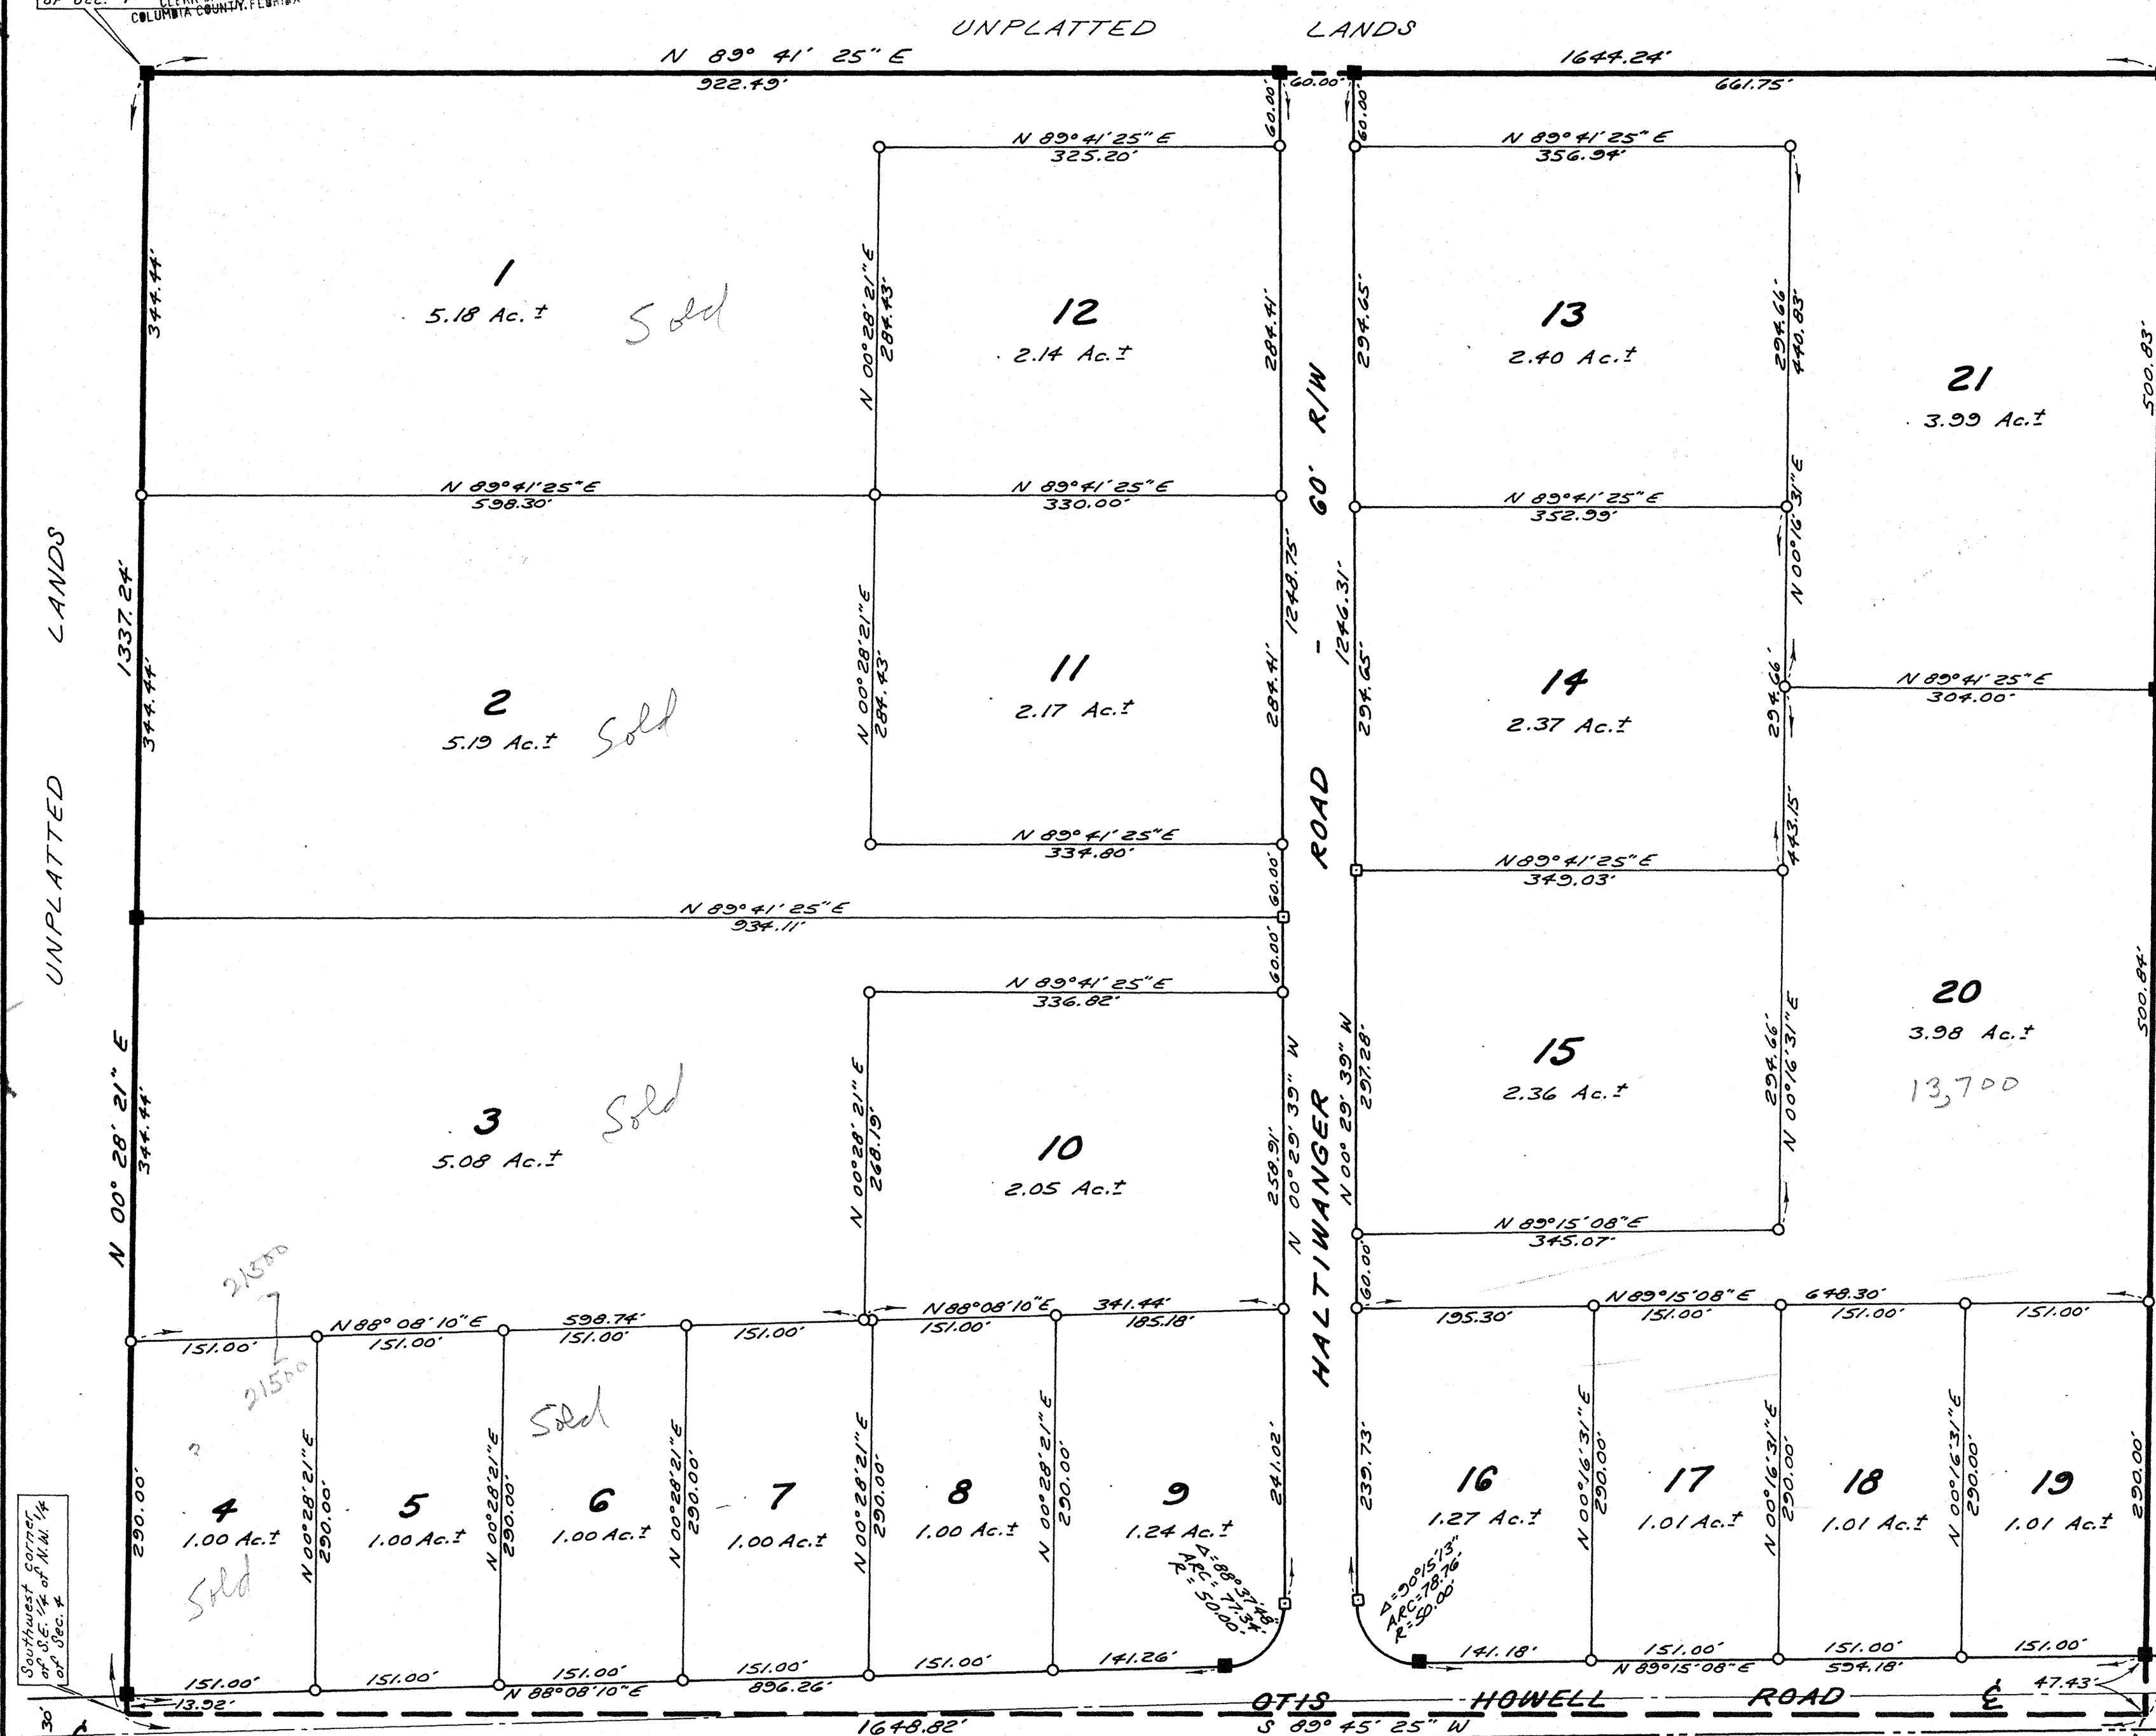 COLUMBIA COUNTY, FLORIDA
UNPLATTED LANDS
N 89° 41' 25" E
922.49'
60.00'
1644.24'
661.75'
60.00'
60.00'
N 89° 41' 25" E
325.20'
N 89° 41' 25" E
356.94'
344.44'
1
5.18 Ac.±
Sold
N 00° 28' 21" E
284.43'
12
2.14 Ac.±
284.41'
294.65'
13
2.40 Ac.±
294.66'
440.83'
21
3.99 Ac.±
500.83'
N 89° 41' 25" E
598.30'
N 89° 41' 25" E
330.00'
N 89° 41' 25" E
352.99'
N 00° 16' 31" E
UNPLATTED LANDS
1337.24'
N 00° 28' 21" E
344.44'
2
5.19 Ac.±
Sold
N 00° 28' 21" E
284.43'
11
2.17 Ac.±
284.41'
1248.75'
1246.31'
HALTIWANGER ROAD - 60' R/W
294.65'
14
2.37 Ac.±
294.66'
443.15'
N 89° 41' 25" E
304.00'
N 89° 41' 25" E
334.80'
60.00'
N 89° 41' 25" E
349.03'
N 89° 41' 25" E
934.11'
60.00'
N 89° 41' 25" E
336.82'
344.44'
3
5.08 Ac.±
Sold
N 00° 28' 21" E
268.19'
10
2.05 Ac.±
258.91'
N 00° 29' 39" W
N 00° 29' 39" W
297.28'
15
2.36 Ac.±
294.66'
N 00° 16' 31" E
20
3.98 Ac.±
13,700
500.84'
N 89° 15' 08" E
345.07'
60.00'
21500
21500
N 88° 08' 10" E
598.74'
151.00'
151.00'
151.00'
151.00'
N 88° 08' 10" E
341.44'
151.00'
185.18'
N 89° 15' 08" E
648.30'
195.30'
151.00'
151.00'
151.00'
290.00'
4
1.00 Ac.±
Sold
N 00° 28' 21" E
290.00'
5
1.00 Ac.±
N 00° 28' 21" E
290.00'
Sold
6
1.00 Ac.±
N 00° 28' 21" E
290.00'
7
1.00 Ac.±
N 00° 28' 21" E
290.00'
8
1.00 Ac.±
N 00° 28' 21" E
290.00'
9
1.24 Ac.±
241.02'
Δ=88°37'48"
ARC=77.34'
R=50.00'
239.73'
16
1.27 Ac.±
Δ=90°15'13"
ARC=78.76'
R=50.00'
N 00° 16' 31" E
290.00'
17
1.01 Ac.±
N 00° 16' 31" E
290.00'
18
1.01 Ac.±
N 00° 16' 31" E
290.00'
19
1.01 Ac.±
290.00'
Southwest corner
of S.E. 1/4 of N.W. 1/4
of Sec. 4
151.00'
151.00'
151.00'
151.00'
151.00'
141.26'
N 88° 08' 10" E
896.26'
141.18'
151.00'
151.00'
151.00'
N 89° 15' 08" E
594.18'
13.92'
30'
OTIS HOWELL ROAD
47.43'
1648.82'
S 89° 45' 25" W